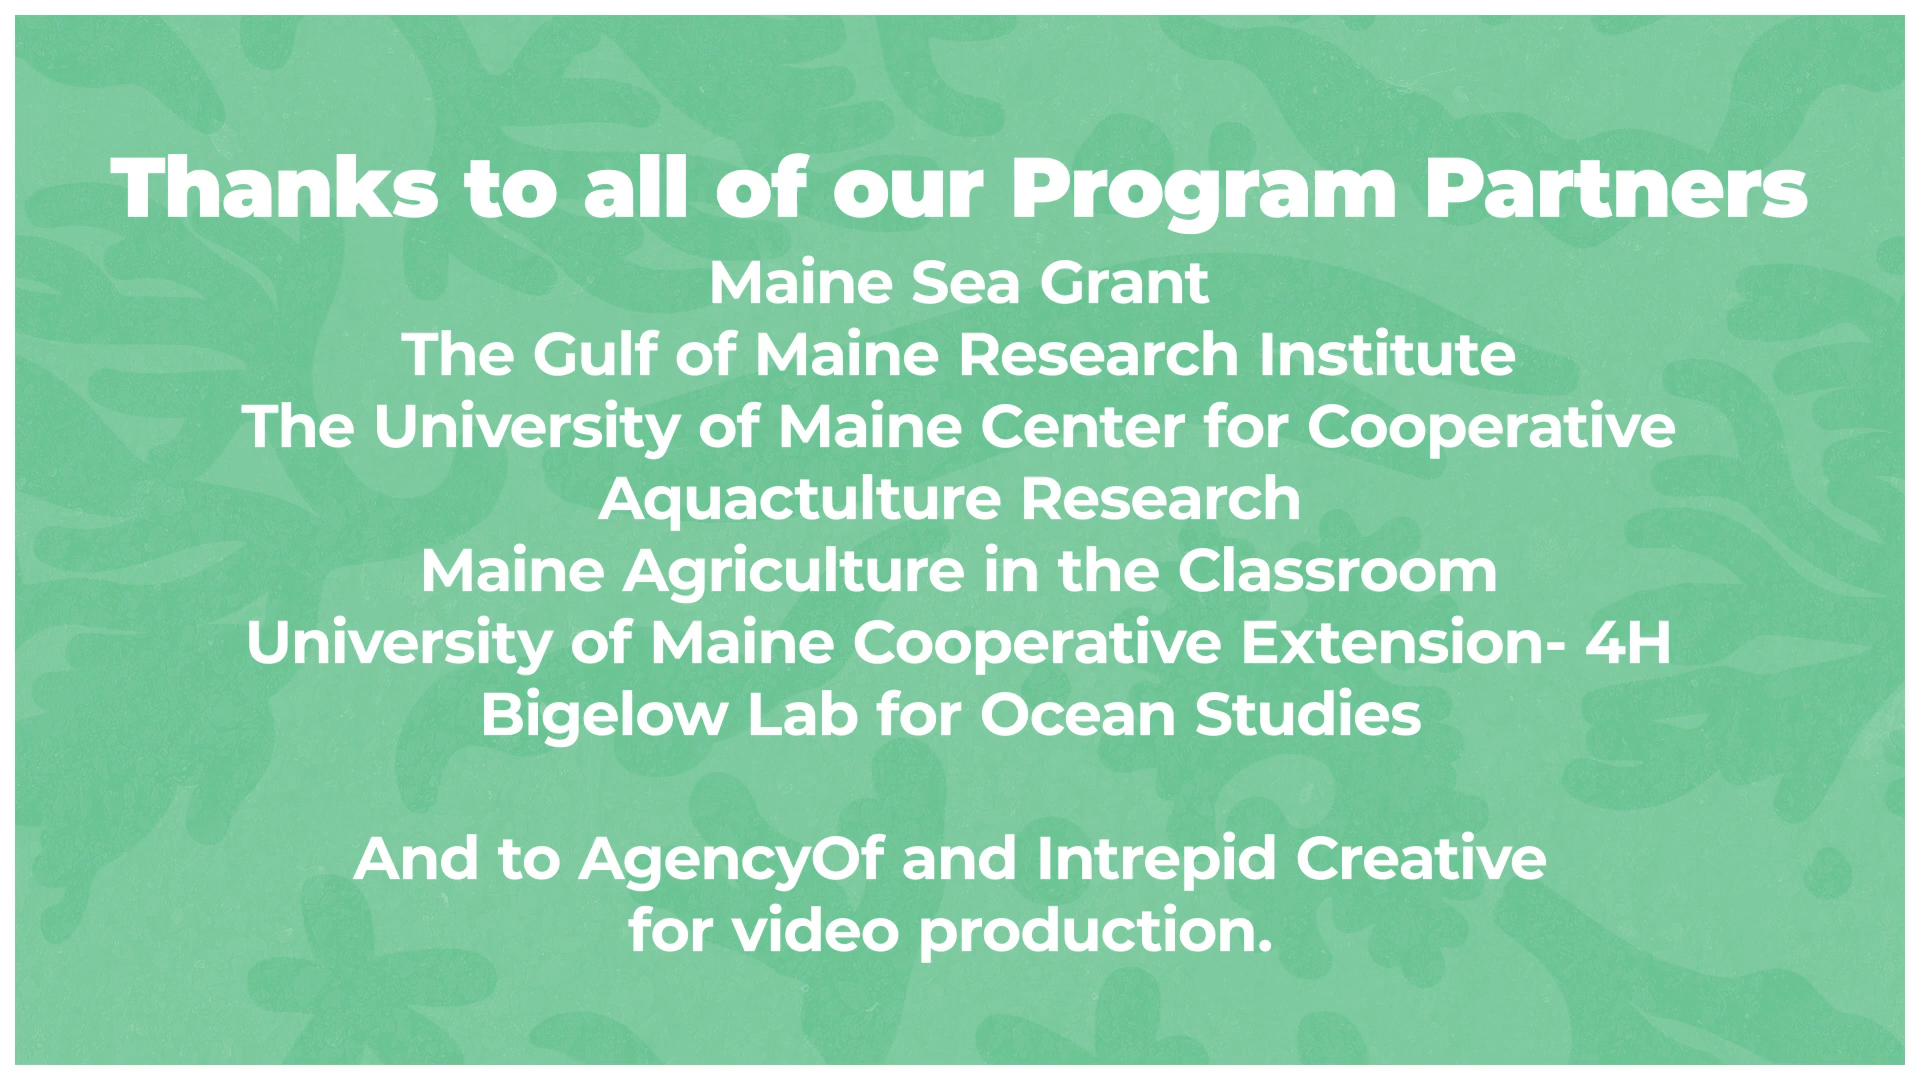 Thanks to all of our Program Partners
Maine Sea Grant
The Gulf of Maine Research Institute
The University of Maine Center for Cooperative
Aquactulture Research
Maine Agriculture in the Classroom
University of Maine Cooperative Extension- 4H
Bigelow Lab for Ocean Studies
And to AgencyOf and Intrepid Creative
for video production.